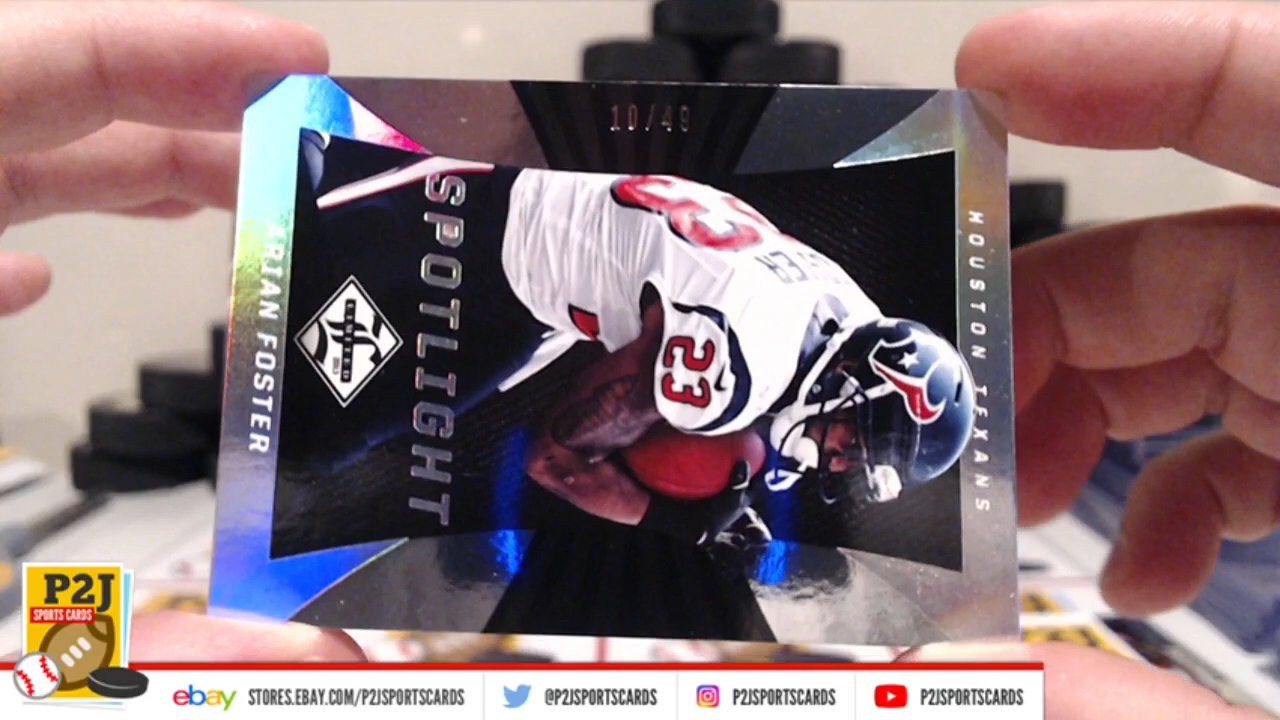 10/49
HOUSTON TEXANS
23
SPOTLIGHT
LIMITED
ARIAN FOSTER
P2J
SPORTS CARDS
ebay STORES.EBAY.COM/P2JSPORTSCARDS
@P2JSPORTSCARDS
P2JSPORTSCARDS
P2JSPORTSCARDS